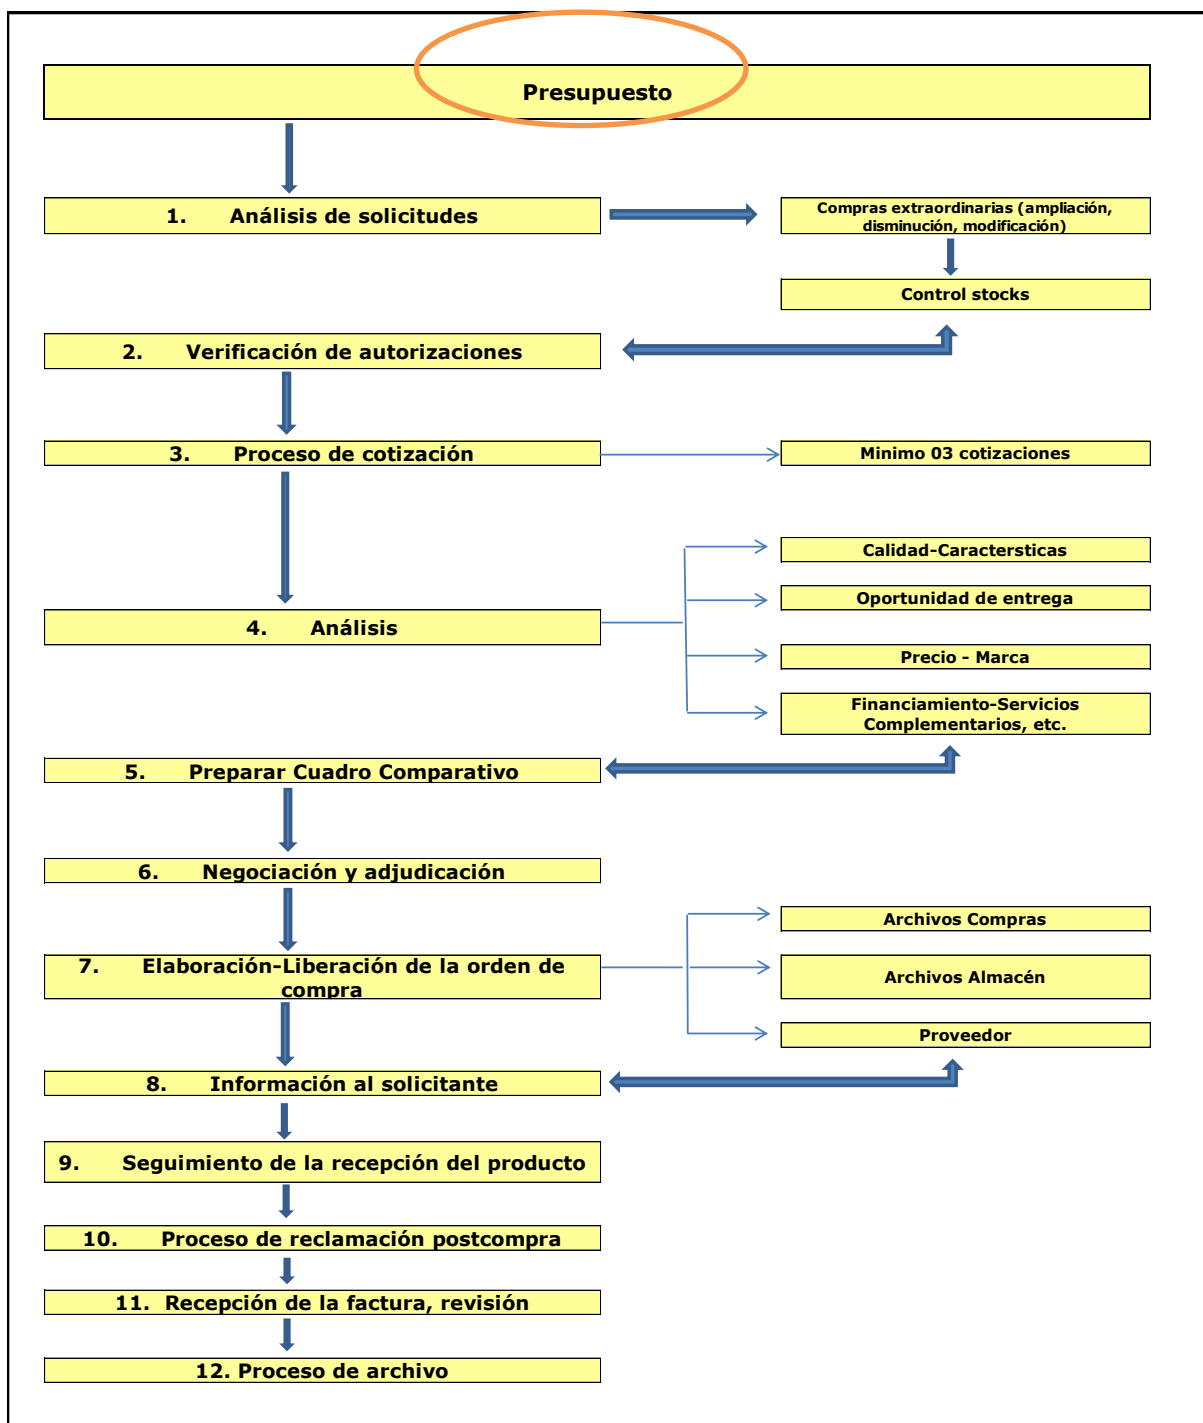 Presupuesto
1. Análisis de solicitudes
Compras extraordinarias (ampliación,
disminución, modificación)
Control stocks
2. Verificación de autorizaciones
3. Proceso de cotización
Minimo 03 cotizaciones
Calidad-Caractersticas
Oportunidad de entrega
4. Análisis
Precio - Marca
Financiamiento-Servicios
Complementarios, etc.
5. Preparar Cuadro Comparativo
6. Negociación y adjudicación
Archivos Compras
7. Elaboración-Liberación de la orden de
compra
Archivos Almacén
Proveedor
8. Información al solicitante
9. Seguimiento de la recepción del producto
10. Proceso de reclamación postcompra
11. Recepción de la factura, revisión
12. Proceso de archivo